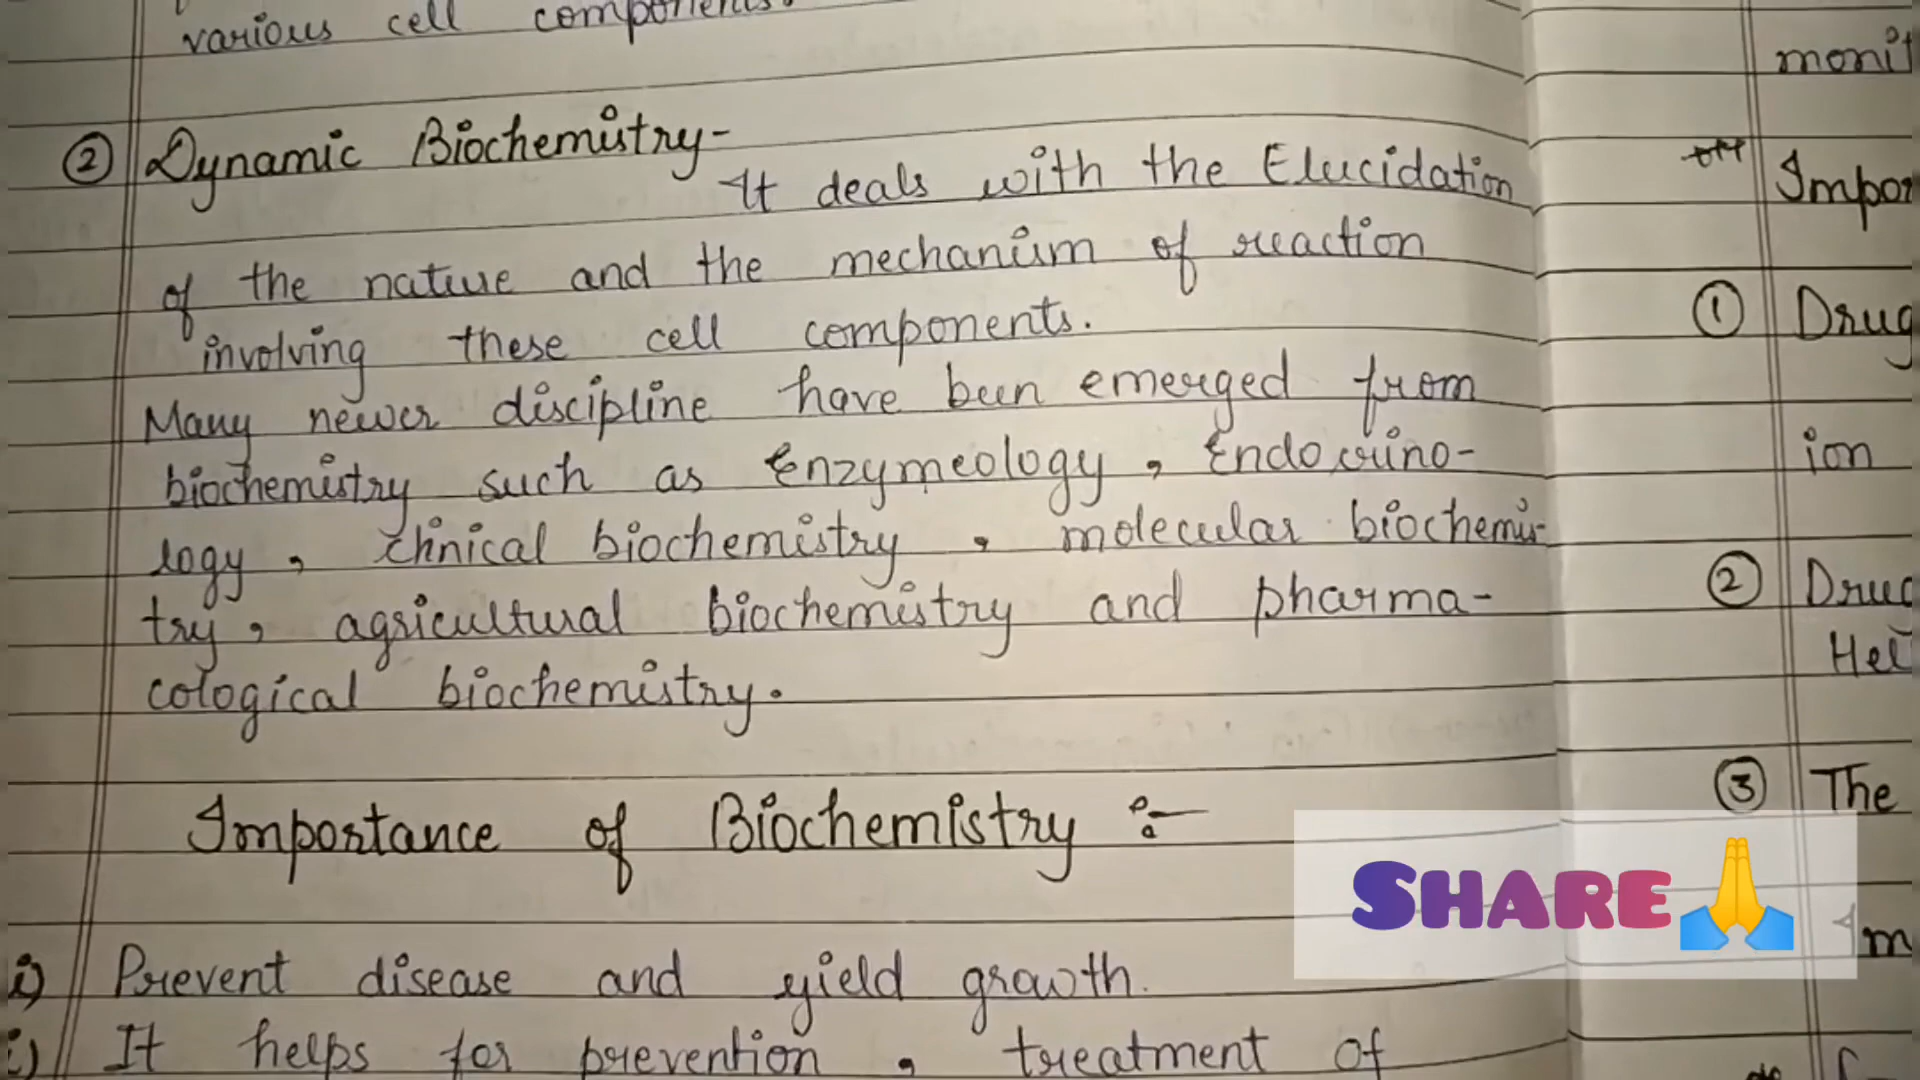 various cell components.
② Dynamic Biochemistry-
It deals with the Elucidation
of the nature and the mechanism of reaction
involving these cell components.
Many newer discipline have been emerged from
biochemistry such as Enzymeology, Endocrino-
logy, clinical biochemistry, molecular biochemis-
try, agricultural biochemistry and pharma-
cological biochemistry.
Importance of Biochemistry :-
i) Prevent disease and yield growth.
It helps for prevention, treatment of
monit
Impor
① Drug
ion
② Drug
Hel
③ The
SHARE🙏